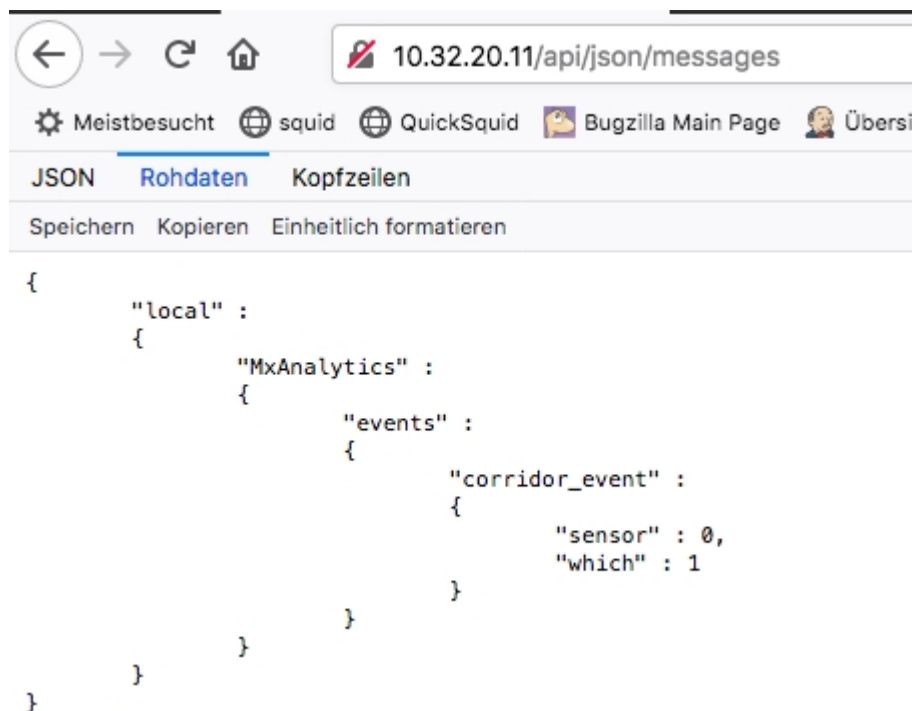 10.32.20.11/api/json/messages
Meistbesucht squid QuickSquid Bugzilla Main Page Übersi
JSON Rohdaten Kopfzeilen
Speichern Kopieren Einheitlich formatieren
{
"local" :
{
"MxAnalytics" :
{
"events" :
{
"corridor_event" :
{
"sensor" : 0,
"which" : 1
}
}
}
}
}